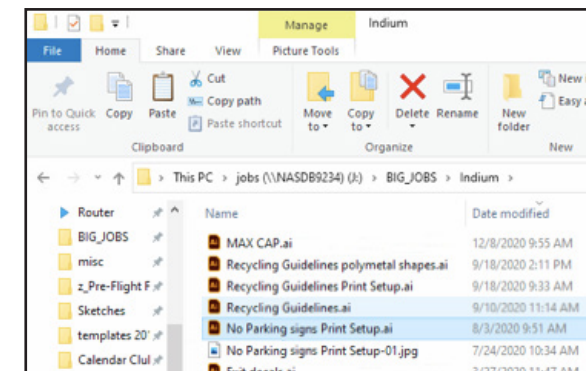 Manage Indium
File Home Share View Picture Tools
Pin to Quick access
Copy
Paste
Cut
Copy path
Paste shortcut
Move to
Copy to
Delete
Rename
New folder
New
Easy
Clipboard
Organize
New
This PC > jobs (\\NASDB9234) (J:) > BIG_JOBS > Indium >
Name Date modified
Router
BIG_JOBS
misc
z_Pre-Flight F
Sketches
templates 20'
Calendar Clul
MAX CAP.ai 12/8/2020 9:55 AM
Recycling Guidelines polymetal shapes.ai 9/18/2020 2:11 PM
Recycling Guidelines Print Setup.ai 9/18/2020 9:33 AM
Recycling Guidelines.ai 9/10/2020 11:14 AM
No Parking signs Print Setup.ai 8/3/2020 9:51 AM
No Parking signs Print Setup-01.jpg 7/24/2020 10:34 AM